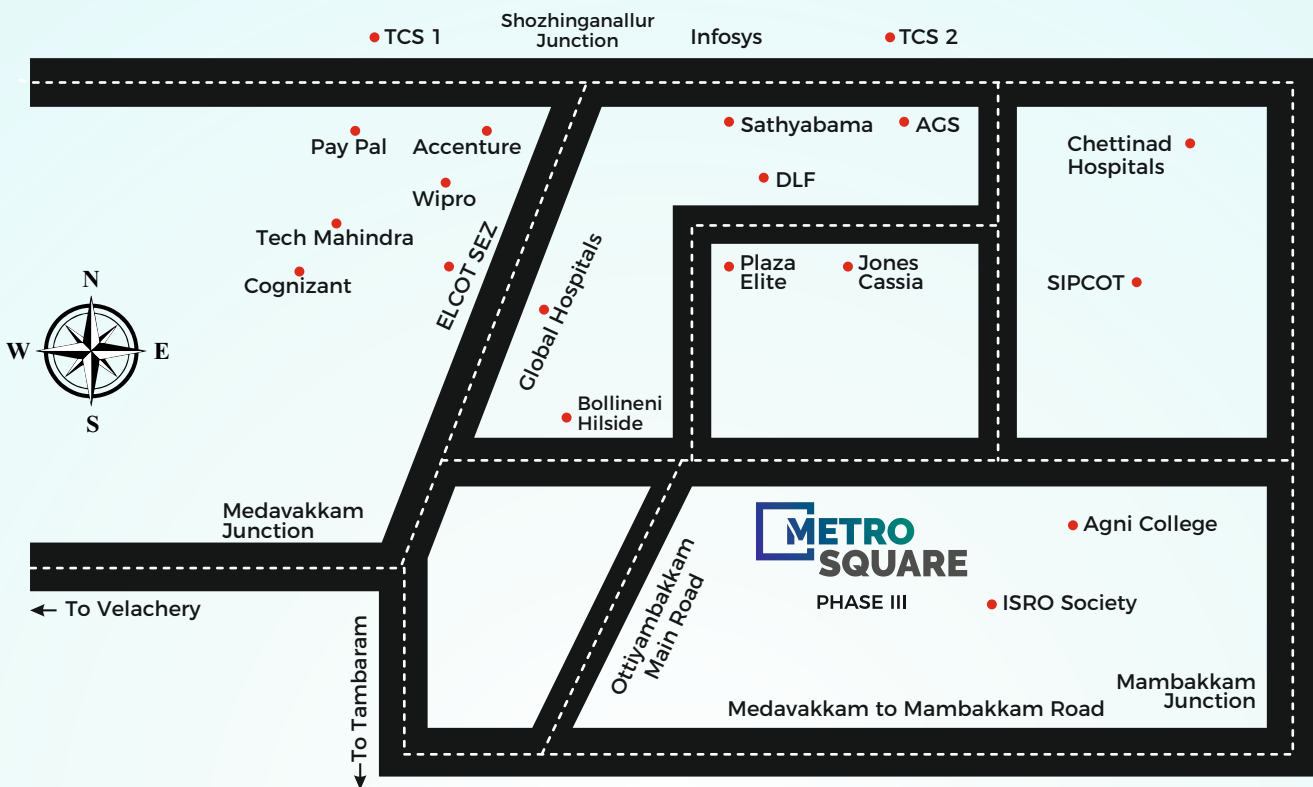 TCS 1
Shozhinganallur
Junction
Infosys
TCS 2
Pay Pal
Accenture
Wipro
Tech Mahindra
Cognizant
ELCOT SEZ
Global Hospitals
Bollineni
Hilside
Sathyabama
AGS
DLF
Plaza
Elite
Jones
Cassia
Chettinad
Hospitals
SIPCOT
N
W
E
S
Medavakkam
Junction
To Velachery
To Tambaram
Ottiyambakkam
Main Road
METRO
SQUARE
PHASE III
Agni College
ISRO Society
Mambakkam
Junction
Medavakkam to Mambakkam Road